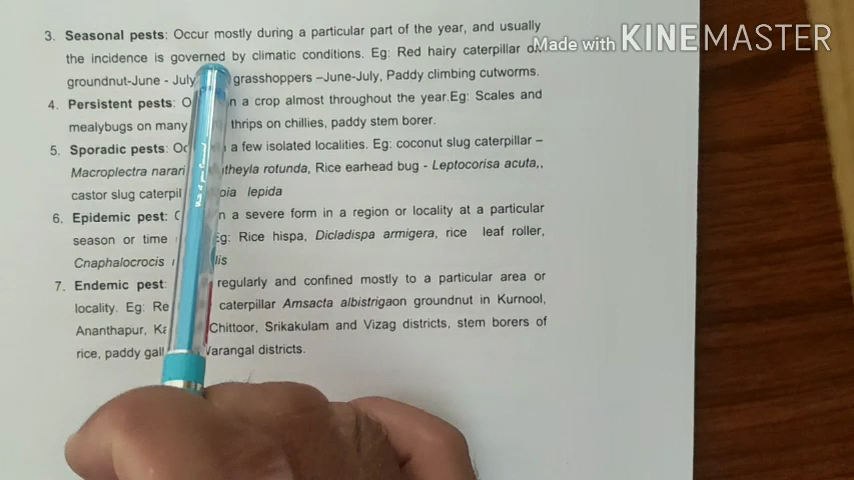 Made with KINEMASTER
3. Seasonal pests: Occur mostly during a particular part of the year, and usually
the incidence is governed by climatic conditions. Eg: Red hairy caterpillar on
groundnut-June - July grasshoppers –June-July, Paddy climbing cutworms.
4. Persistent pests: a crop almost throughout the year.Eg: Scales and
mealybugs on many thrips on chillies, paddy stem borer.
5. Sporadic pests: a few isolated localities. Eg: coconut slug caterpillar –
Macroplectra rotunda, Rice earhead bug - Leptocorisa acuta,,
castor slug lepida
6. Epidemic pest: a severe form in a region or locality at a particular
season or time Eg: Rice hispa, Dicladispa armigera, rice leaf roller,
Cnaphalocrocis
7. Endemic pest: regularly and confined mostly to a particular area or
locality. Eg: caterpillar Amsacta albistrigaon groundnut in Kurnool,
Ananthapur, Chittoor, Srikakulam and Vizag districts, stem borers of
rice, paddy Warangal districts.